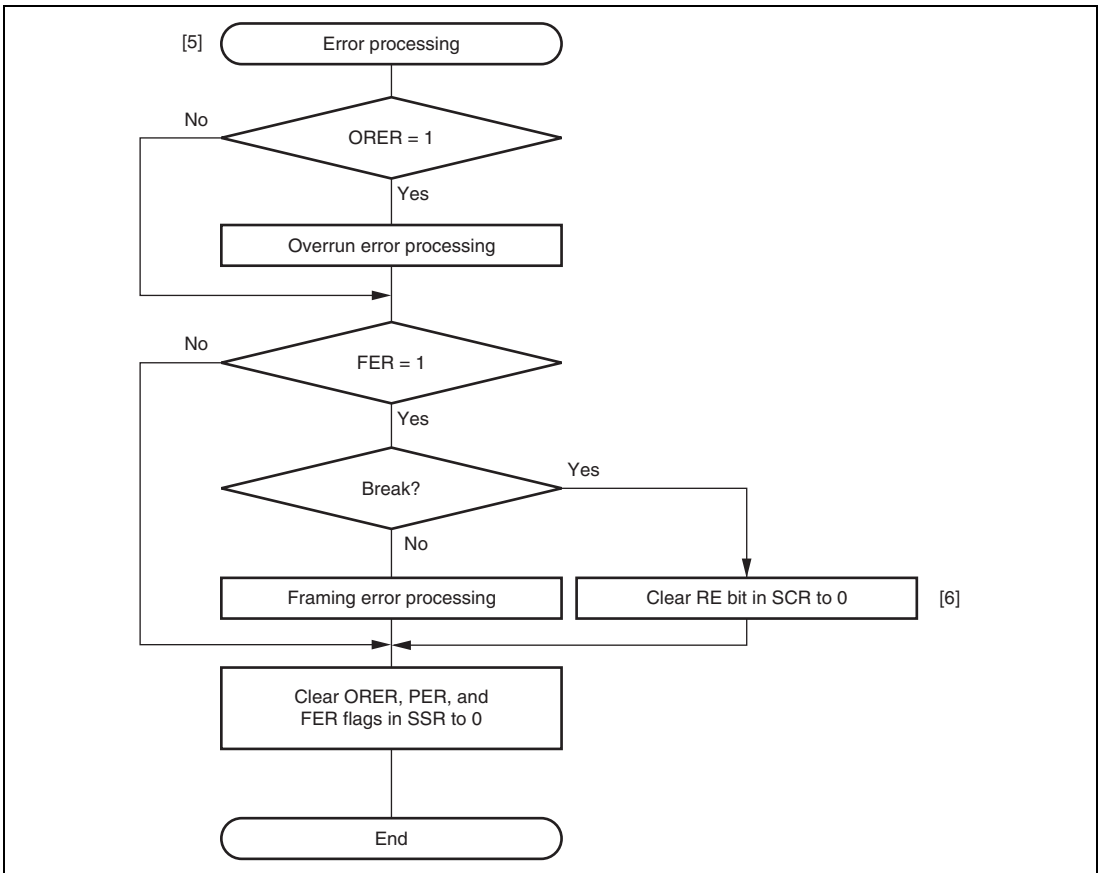 [5] Error processing
No
ORER = 1
Yes
Overrun error processing
No
FER = 1
Yes
Yes
Break?
No
Framing error processing
Clear RE bit in SCR to 0 [6]
Clear ORER, PER, and
FER flags in SSR to 0
End